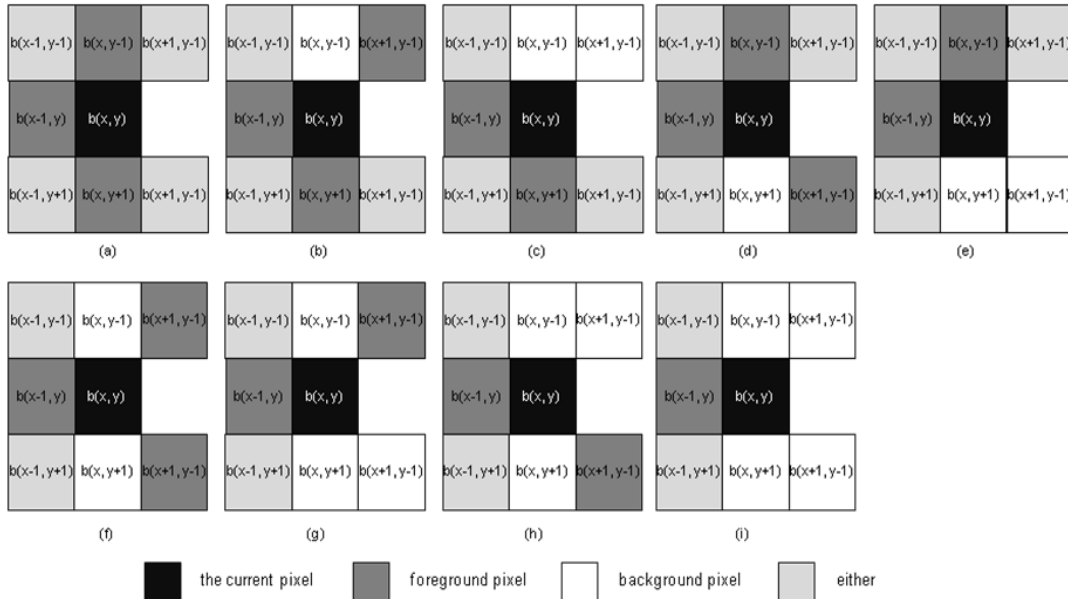 b(x-1,y-1) b(x,y-1) b(x+1,y-1) b(x-1,y-1) b(x,y-1) b(x+1,y-1) b(x-1,y-1) b(x,y-1) b(x+1,y-1) b(x-1,y-1) b(x,y-1) b(x+1,y-1) b(x-1,y-1) b(x,y-1) b(x+1,y-1)
b(x-1,y) b(x,y) b(x-1,y) b(x,y) b(x-1,y) b(x,y) b(x-1,y) b(x,y) b(x-1,y) b(x,y)
b(x-1,y+1) b(x,y+1) b(x+1,y-1) b(x-1,y+1) b(x,y+1) b(x+1,y-1) b(x-1,y+1) b(x,y+1) b(x+1,y-1) b(x-1,y+1) b(x,y+1) b(x+1,y-1) b(x-1,y+1) b(x,y+1) b(x+1,y-1)
(a) (b) (c) (d) (e)
b(x-1,y-1) b(x,y-1) b(x+1,y-1) b(x-1,y-1) b(x,y-1) b(x+1,y-1) b(x-1,y-1) b(x,y-1) b(x+1,y-1) b(x-1,y-1) b(x,y-1) b(x+1,y-1)
b(x-1,y) b(x,y) b(x-1,y) b(x,y) b(x-1,y) b(x,y) b(x-1,y) b(x,y)
b(x-1,y+1) b(x,y+1) b(x+1,y-1) b(x-1,y+1) b(x,y+1) b(x+1,y-1) b(x-1,y+1) b(x,y+1) b(x+1,y-1) b(x-1,y+1) b(x,y+1) b(x+1,y-1)
(f) (g) (h) (i)
the current pixel foreground pixel background pixel either